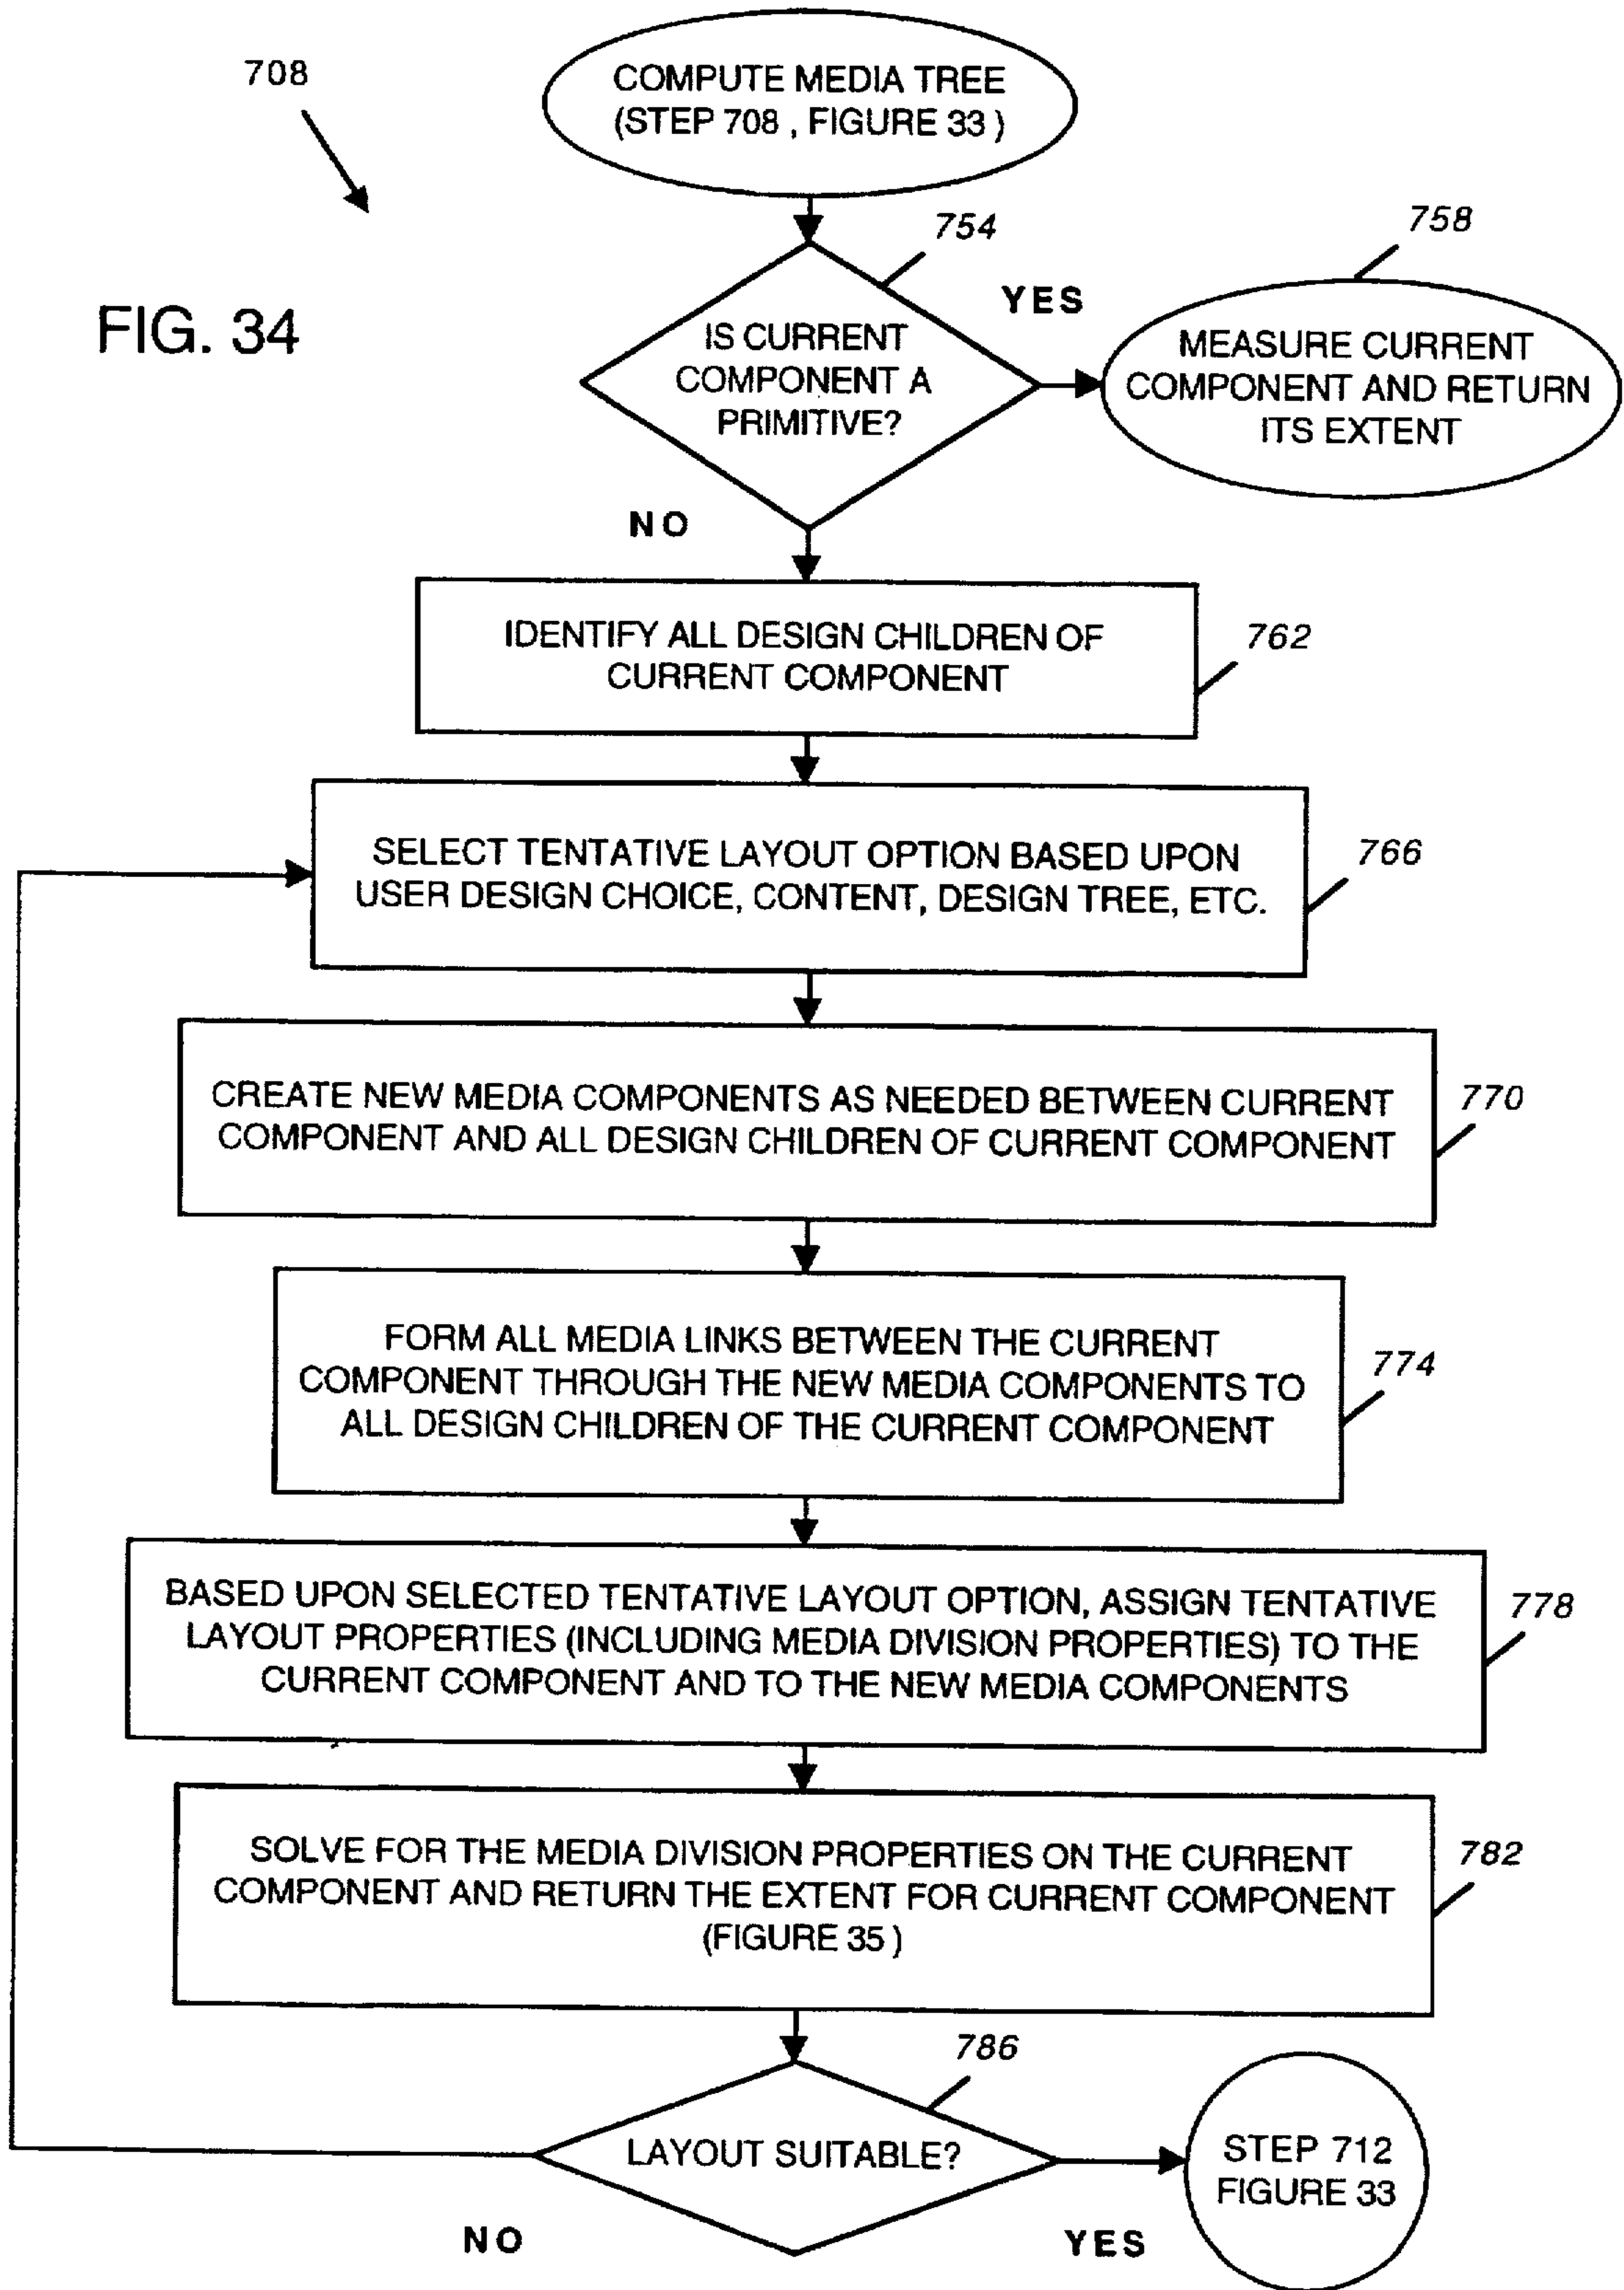 708
COMPUTE MEDIA TREE
(STEP 708 , FIGURE 33 )
754
758
FIG. 34
YES
IS CURRENT
COMPONENT A
PRIMITIVE?
MEASURE CURRENT
COMPONENT AND RETURN
ITS EXTENT
NO
IDENTIFY ALL DESIGN CHILDREN OF
CURRENT COMPONENT
762
SELECT TENTATIVE LAYOUT OPTION BASED UPON
USER DESIGN CHOICE, CONTENT, DESIGN TREE, ETC.
766
CREATE NEW MEDIA COMPONENTS AS NEEDED BETWEEN CURRENT
COMPONENT AND ALL DESIGN CHILDREN OF CURRENT COMPONENT
770
FORM ALL MEDIA LINKS BETWEEN THE CURRENT
COMPONENT THROUGH THE NEW MEDIA COMPONENTS TO
ALL DESIGN CHILDREN OF THE CURRENT COMPONENT
774
BASED UPON SELECTED TENTATIVE LAYOUT OPTION, ASSIGN TENTATIVE
LAYOUT PROPERTIES (INCLUDING MEDIA DIVISION PROPERTIES) TO THE
CURRENT COMPONENT AND TO THE NEW MEDIA COMPONENTS
778
SOLVE FOR THE MEDIA DIVISION PROPERTIES ON THE CURRENT
COMPONENT AND RETURN THE EXTENT FOR CURRENT COMPONENT
(FIGURE 35 )
782
786
LAYOUT SUITABLE?
STEP 712
FIGURE 33
NO
YES